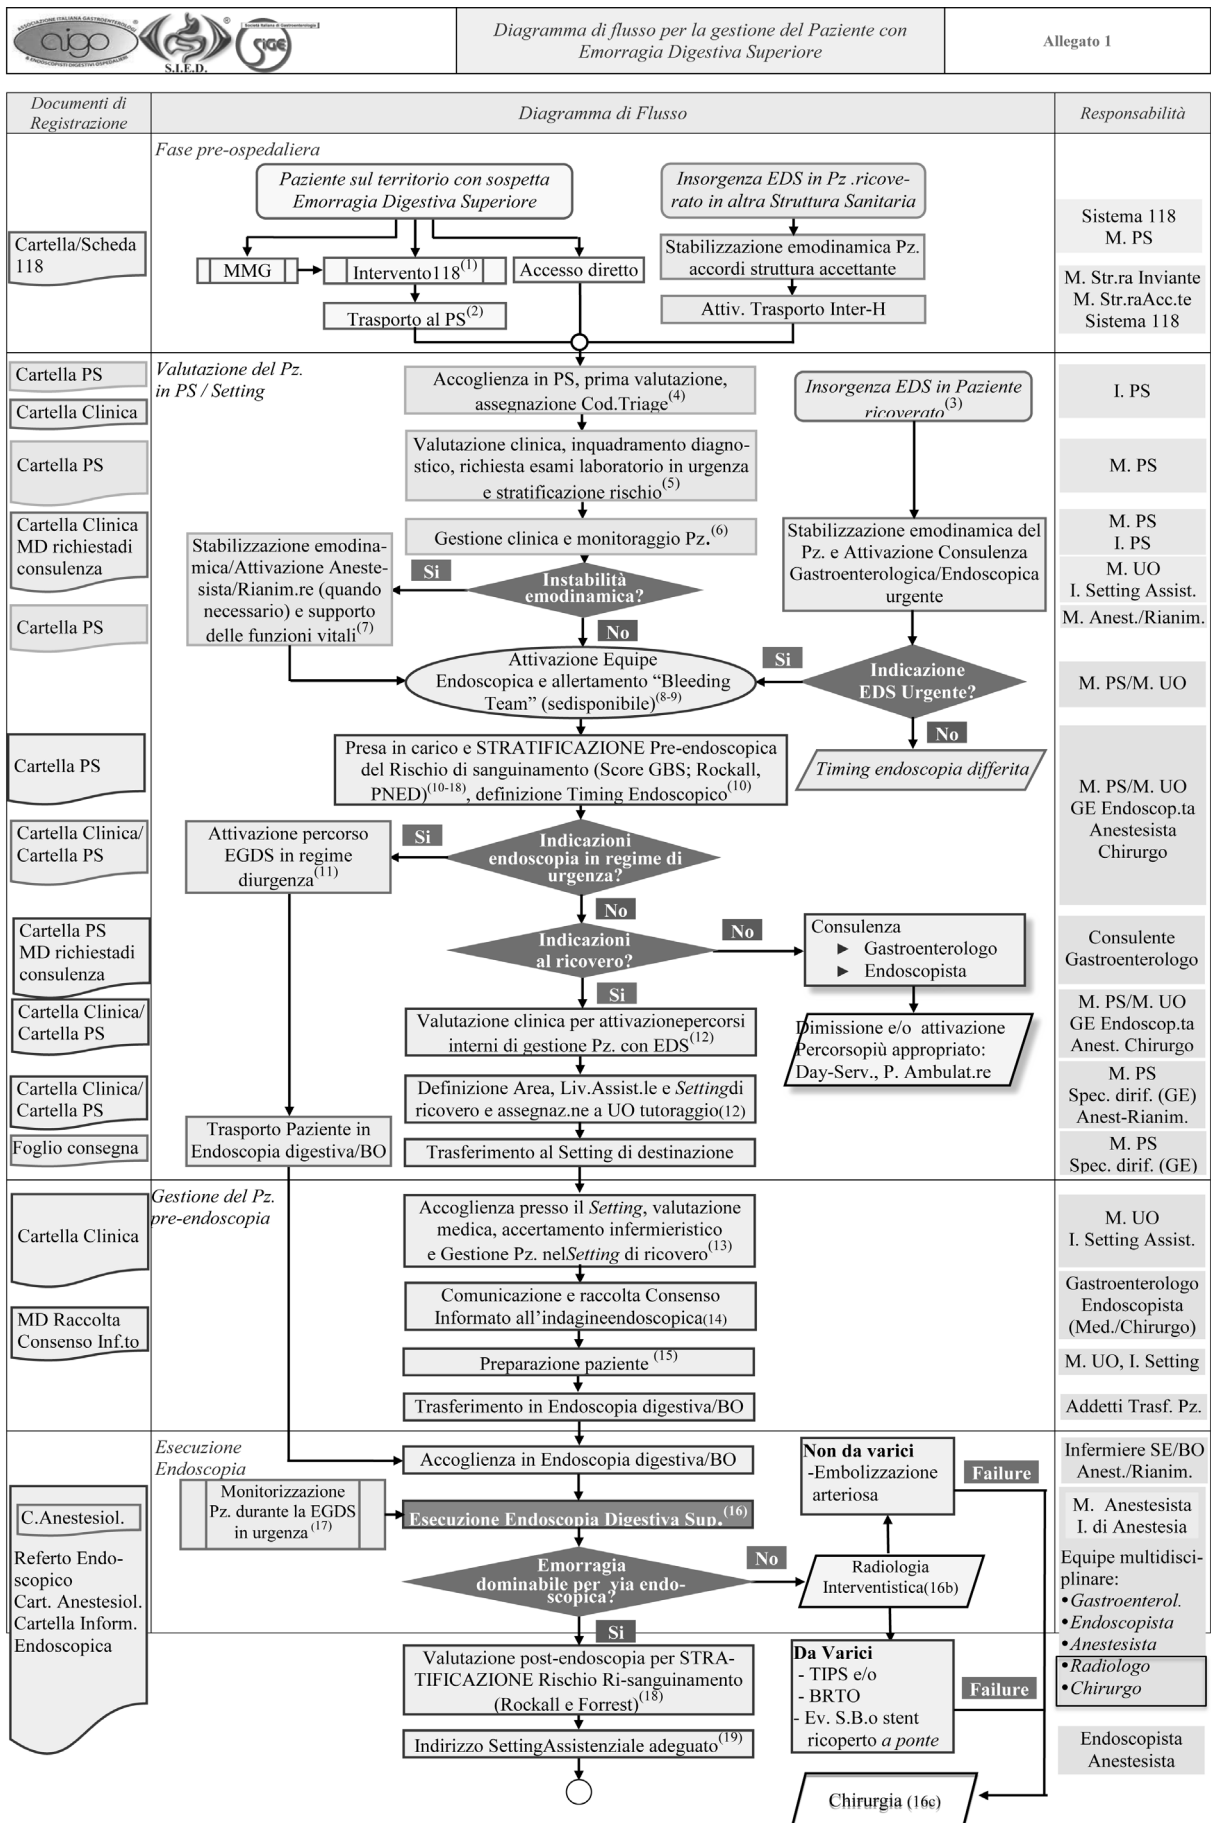 ASSOCIAZIONE ITALIANA GASTROENTEROLOGI
aigo
& ENDOSCOPISTI DIGESTIVI OSPEDALIERI
®
S.I.E.D.
Società Italiana di Gastroenterologia
SIGE
Diagramma di flusso per la gestione del Paziente con
Emorragia Digestiva Superiore
Allegato 1
Documenti di
Registrazione
Diagramma di Flusso
Responsabilità
Fase pre-ospedaliera
Paziente sul territorio con sospetta
Emorragia Digestiva Superiore
Insorgenza EDS in Pz .ricove-
rato in altra Struttura Sanitaria
Sistema 118
M. PS
Cartella/Scheda
118
MMG
Intervento118(1)
Accesso diretto
Stabilizzazione emodinamica Pz.
accordi struttura accettante
Trasporto al PS(2)
Attiv. Trasporto Inter-H
M. Str.ra Inviante
M. Str.raAcc.te
Sistema 118
Valutazione del Pz.
in PS / Setting
Cartella PS
Cartella Clinica
Accoglienza in PS, prima valutazione,
assegnazione Cod.Triage(4)
Insorgenza EDS in Paziente
ricoverato(3)
I. PS
Cartella PS
Valutazione clinica, inquadramento diagno-
stico, richiesta esami laboratorio in urgenza
e stratificazione rischio(5)
M. PS
Cartella Clinica
MD richiestadi
consulenza
Gestione clinica e monitoraggio Pz.(6)
M. PS
I. PS
Stabilizzazione emodina-
mica/Attivazione Aneste-
sista/Rianim.re (quando
necessario) e supporto
delle funzioni vitali(7)
Si
Instabilità
emodinamica?
No
Stabilizzazione emodinamica del
Pz. e Attivazione Consulenza
Gastroenterologica/Endoscopica
urgente
M. UO
I. Setting Assist.
Cartella PS
M. Anest./Rianim.
Attivazione Equipe
Endoscopica e allertamento “Bleeding
Team” (sedisponibile)(8-9)
Si
Indicazione
EDS Urgente?
No
M. PS/M. UO
Cartella PS
Presa in carico e STRATIFICAZIONE Pre-endoscopica
del Rischio di sanguinamento (Score GBS; Rockall,
PNED)(10-18), definizione Timing Endoscopico(10)
Timing endoscopia differita
M. PS/M. UO
GE Endoscop.ta
Anestesista
Chirurgo
Cartella Clinica/
Cartella PS
Attivazione percorso
EGDS in regime
diurgenza(11)
Si
Indicazioni
endoscopia in regime di
urgenza?
No
Cartella PS
MD richiestadi
consulenza
Indicazioni
al ricovero?
No
Si
Consulenza
► Gastroenterologo
► Endoscopista
Consulente
Gastroenterologo
Cartella Clinica/
Cartella PS
Valutazione clinica per attivazionepercorsi
interni di gestione Pz. con EDS(12)
Dimissione e/o attivazione
Percorsopiù appropriato:
Day-Serv., P. Ambulat.re
M. PS/M. UO
GE Endoscop.ta
Anest. Chirurgo
Cartella Clinica/
Cartella PS
Definizione Area, Liv.Assist.le e Settingdi
ricovero e assegnaz.ne a UO tutoraggio(12)
M. PS
Spec. dirif. (GE)
Anest-Rianim.
Foglio consegna
Trasporto Paziente in
Endoscopia digestiva/BO
Trasferimento al Setting di destinazione
M. PS
Spec. dirif. (GE)
Gestione del Pz.
pre-endoscopia
Cartella Clinica
Accoglienza presso il Setting, valutazione
medica, accertamento infermieristico
e Gestione Pz. nelSetting di ricovero(13)
M. UO
I. Setting Assist.
MD Raccolta
Consenso Inf.to
Comunicazione e raccolta Consenso
Informato all’indagineendoscopica(14)
Gastroenterologo
Endoscopista
(Med./Chirurgo)
Preparazione paziente (15)
M. UO, I. Setting
Trasferimento in Endoscopia digestiva/BO
Addetti Trasf. Pz.
Esecuzione
Endoscopia
Accoglienza in Endoscopia digestiva/BO
Non da varici
-Embolizzazione
arteriosa
Failure
Infermiere SE/BO
Anest./Rianim.
C.Anestesiol.
Referto Endo-
scopico
Cart. Anestesiol.
Cartella Inform.
Endoscopica
Monitorizzazione
Pz. durante la EGDS
in urgenza(17)
Esecuzione Endoscopia Digestiva Sup.(16)
M. Anestesista
I. di Anestesia
Emorragia
dominabile per via endo-
scopica?
No
Si
Radiologia
Interventistica(16b)
Equipe multidisci-
plinare:
•Gastroenterol.
•Endoscopista
•Anestesista
•Radiologo
•Chirurgo
Valutazione post-endoscopia per STRA-
TIFICAZIONE Rischio Ri-sanguinamento
(Rockall e Forrest)(18)
Da Varici
- TIPS e/o
- BRTO
- Ev. S.B.o stent
ricoperto a ponte
Failure
Indirizzo SettingAssistenziale adeguato(19)
Endoscopista
Anestesista
Chirurgia (16c)